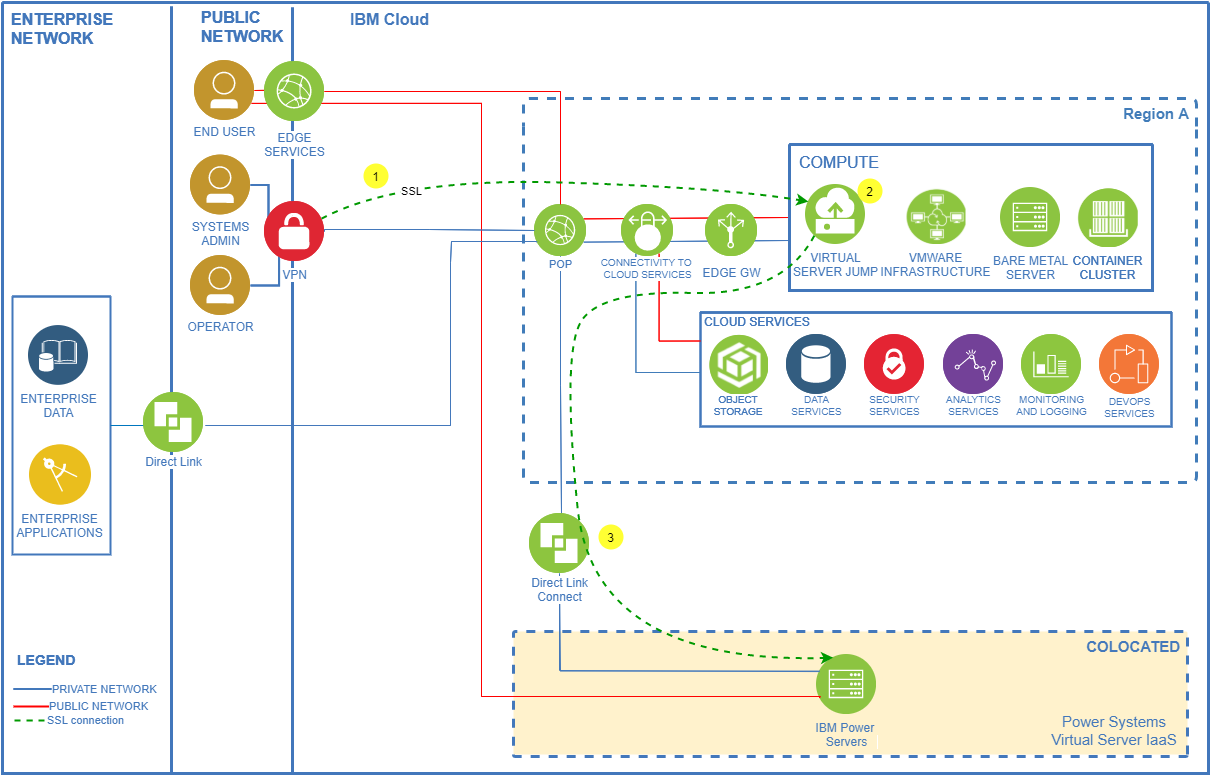 ENTERPRISE
NETWORK
PUBLIC
NETWORK
IBM Cloud
END USER
EDGE
SERVICES
SYSTEMS
ADMIN
VPN
OPERATOR
1
SSL
Region A
COMPUTE
2
VIRTUAL
SERVER JUMP
VMWARE
INFRASTRUCTURE
BARE METAL
SERVER
CONTAINER
CLUSTER
POP
CONNECTIVITY TO
CLOUD SERVICES
EDGE GW
CLOUD SERVICES
OBJECT
STORAGE
DATA
SERVICES
SECURITY
SERVICES
ANALYTICS
SERVICES
MONITORING
AND LOGGING
DEVOPS
SERVICES
ENTERPRISE
DATA
ENTERPRISE
APPLICATIONS
Direct Link
3
Direct Link
Connect
COLOCATED
IBM Power
Servers
Power Systems
Virtual Server IaaS
LEGEND
PRIVATE NETWORK
PUBLIC NETWORK
SSL connection